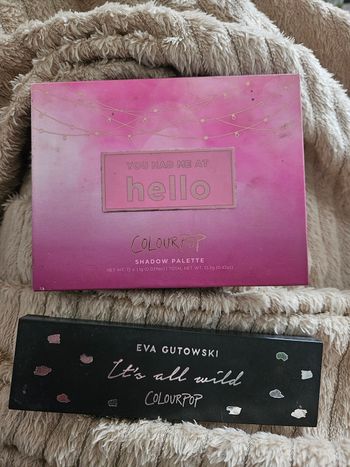 YOU HAD ME AT
hello
COLOURPOP
SHADOW PALETTE
EVA GUTOWSKI
It's all wild
COLOURPOP